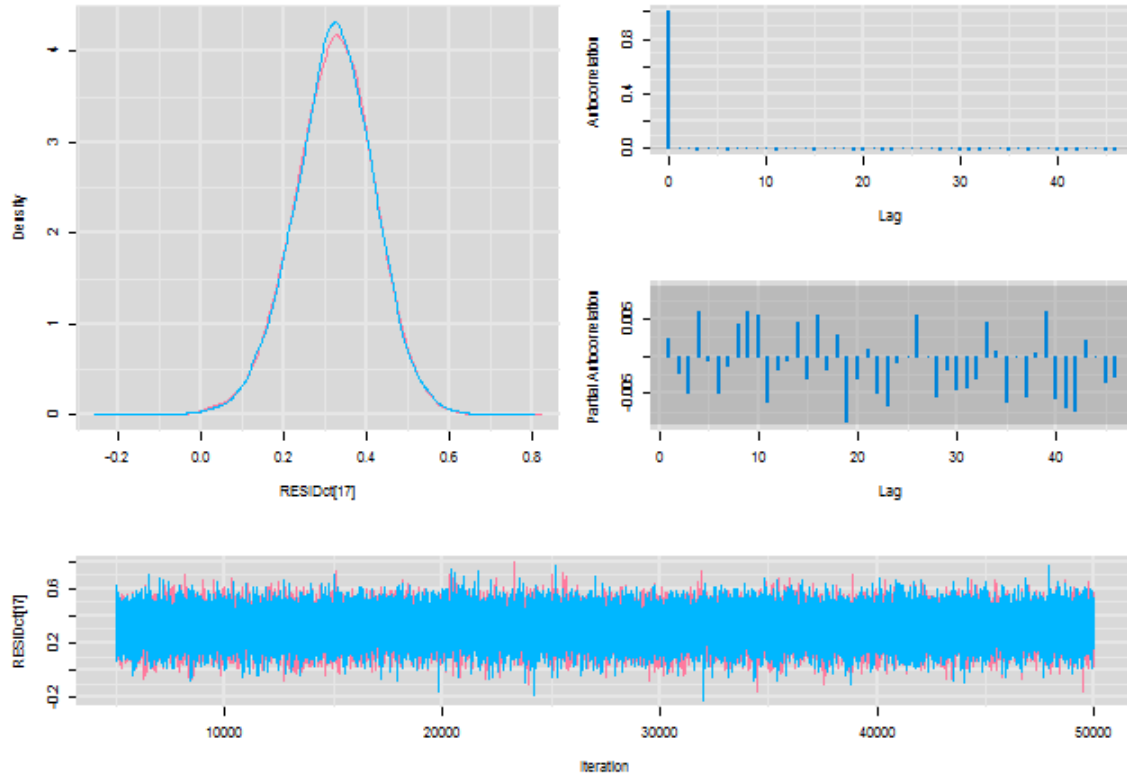 Density
0 1 2 3 4
-0.2 0.0 0.2 0.4 0.6 0.8
RESIDct[17]
Autocorrelation
0.0 0.4 0.8
0 10 20 30 40
Lag
Partial Autocorrelation
-0.005 0.005
0 10 20 30 40
Lag
RESIDct[17]
-0.2 0.2 0.6
10000 20000 30000 40000 50000
Iteration